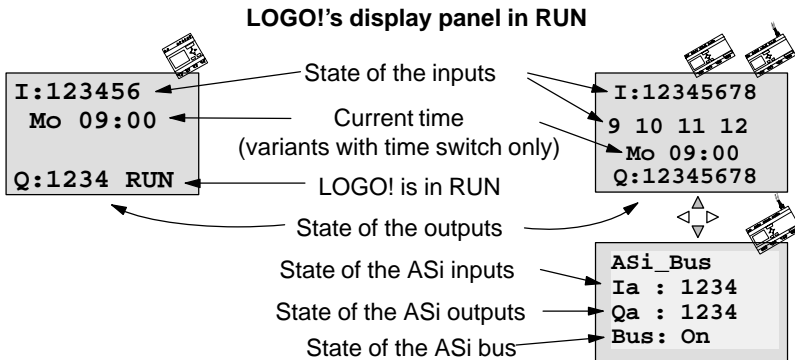 LOGO!'s display panel in RUN
I:123456
Mo 09:00
Q:1234 RUN
State of the inputs
Current time
(variants with time switch only)
LOGO! is in RUN
State of the outputs
I:12345678
9 10 11 12
Mo 09:00
Q:12345678
State of the ASi inputs
State of the ASi outputs
State of the ASi bus
ASi_Bus
Ia : 1234
Qa : 1234
Bus: On